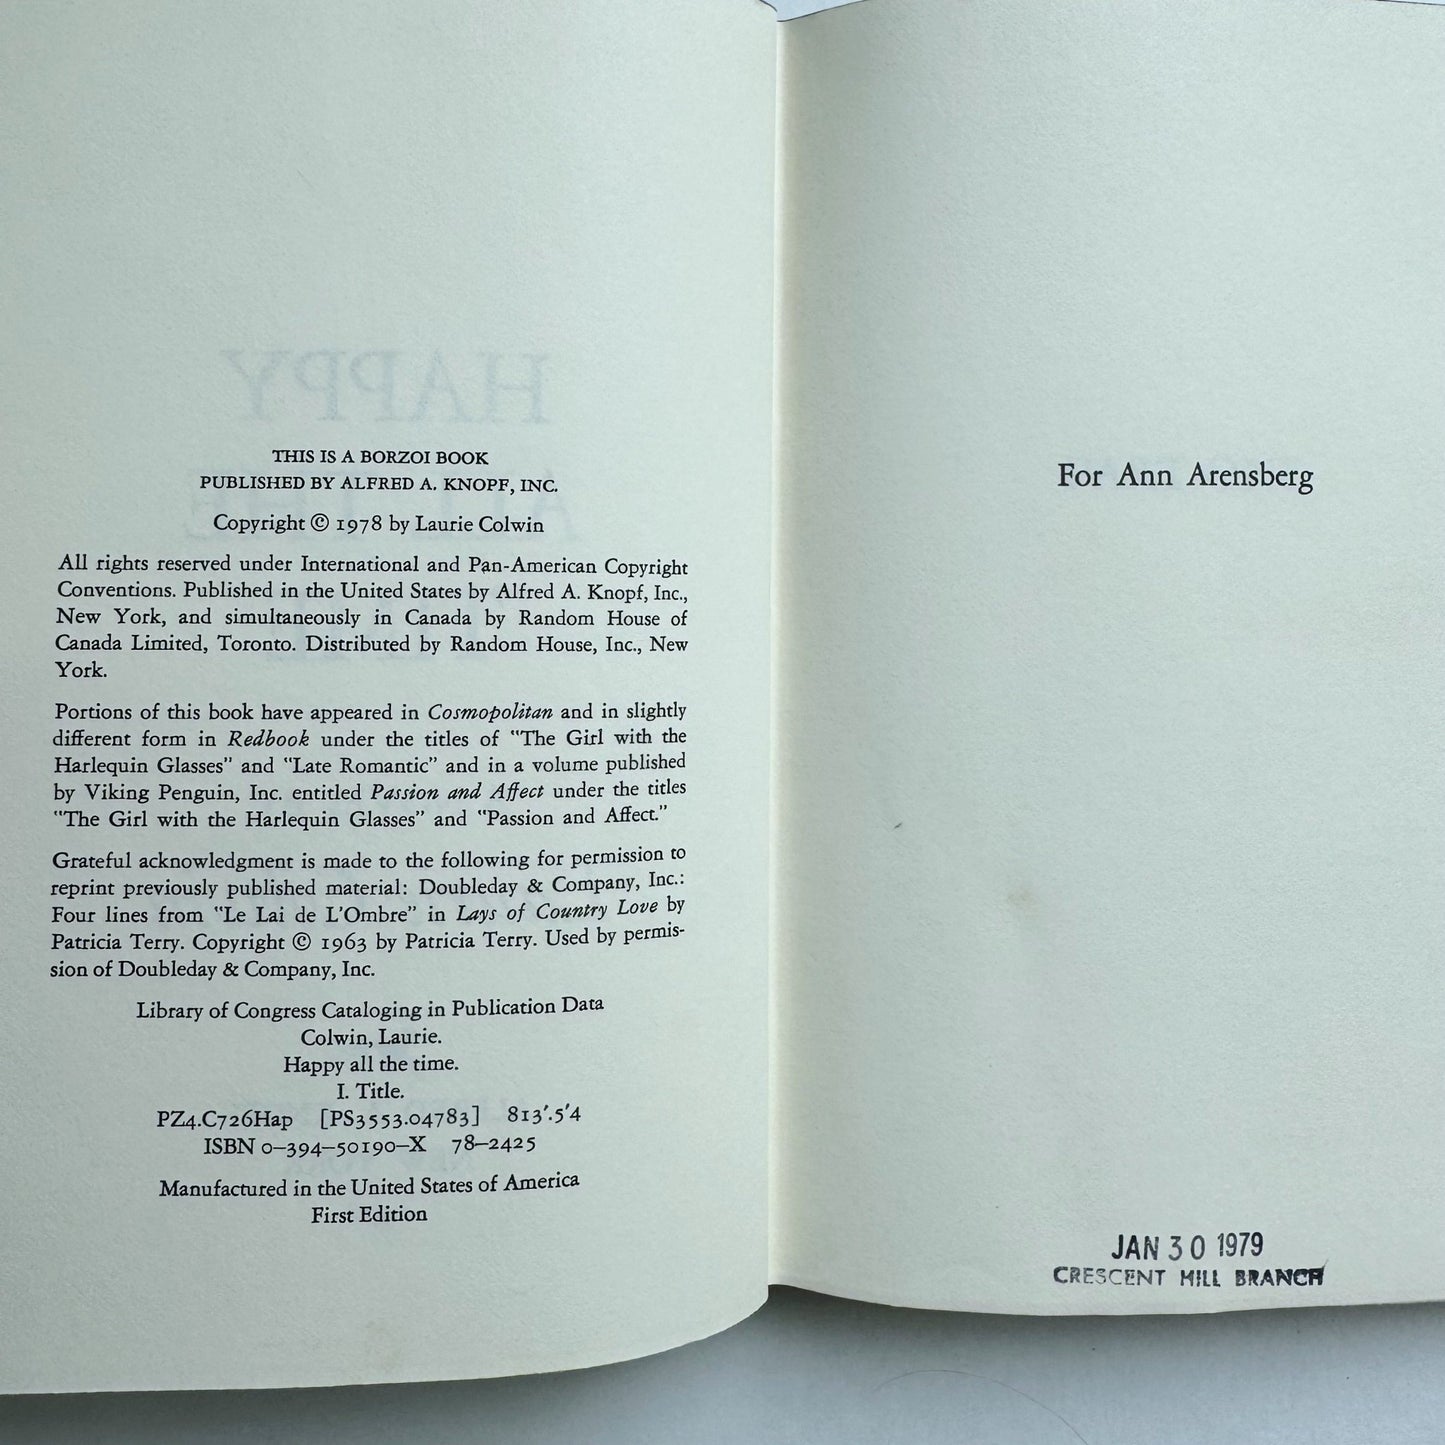 THIS IS A BORZOI BOOK
PUBLISHED BY ALFRED A. KNOPF, INC.
Copyright © 1978 by Laurie Colwin
All rights reserved under International and Pan-American Copyright
Conventions. Published in the United States by Alfred A. Knopf, Inc.,
New York, and simultaneously in Canada by Random House of
Canada Limited, Toronto. Distributed by Random House, Inc., New
York.
Portions of this book have appeared in Cosmopolitan and in slightly
different form in Redbook under the titles of "The Girl with the
Harlequin Glasses" and "Late Romantic" and in a volume published
by Viking Penguin, Inc. entitled Passion and Affect under the titles
"The Girl with the Harlequin Glasses" and "Passion and Affect."
Grateful acknowledgment is made to the following for permission to
reprint previously published material: Doubleday & Company, Inc.:
Four lines from "Le Lai de L'Ombre" in Lays of Country Love by
Patricia Terry. Copyright © 1963 by Patricia Terry. Used by permis-
sion of Doubleday & Company, Inc.
Library of Congress Cataloging in Publication Data
Colwin, Laurie.
Happy all the time.
I. Title.
PZ4.C726Hap [PS3553.04783] 813'.5'4
ISBN 0-394-50190-X 78-2425
Manufactured in the United States of America
First Edition
For Ann Arensberg
JAN 30 1979
CRESCENT HILL BRANCH